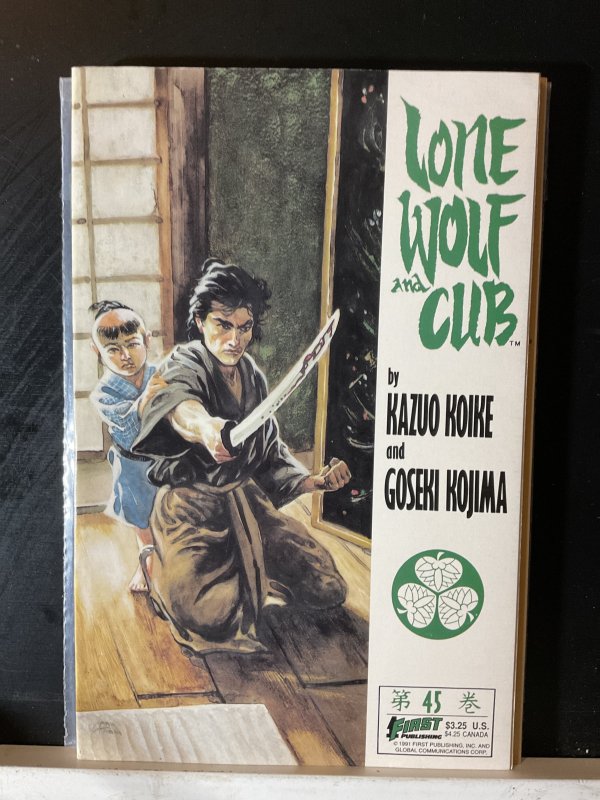 LONE
WOLF
and
CUB
TM
by
KAZUO KOIKE
and
GOSEKI KOJIMA
第 45 巻
FIRST
PUBLISHING
$3.25 U.S.
$4.25 CANADA
© 1991 FIRST PUBLISHING, INC. AND
GLOBAL COMMUNICATIONS CORP.